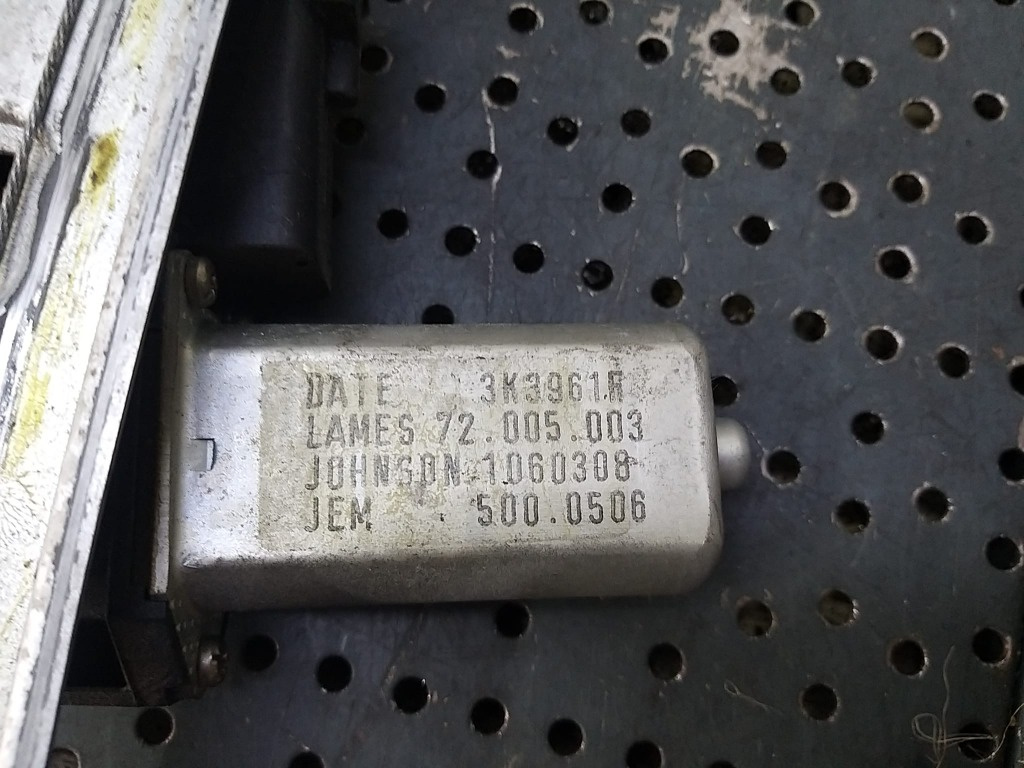 DATE 3K3961R
LAMES 72.005.003
JOHNSON 1060308
JEM 500.0506